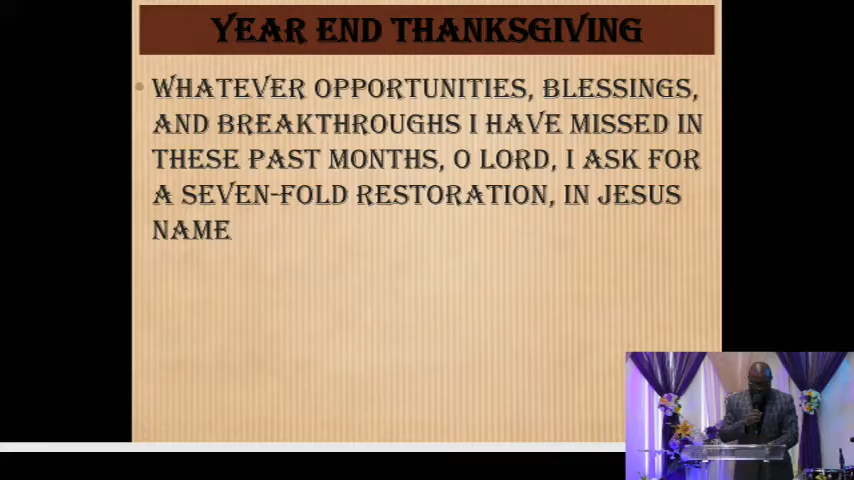 YEAR END THANKSGIVING
WHATEVER OPPORTUNITIES, BLESSINGS,
AND BREAKTHROUGHS I HAVE MISSED IN
THESE PAST MONTHS, O LORD, I ASK FOR
A SEVEN-FOLD RESTORATION, IN JESUS
NAME